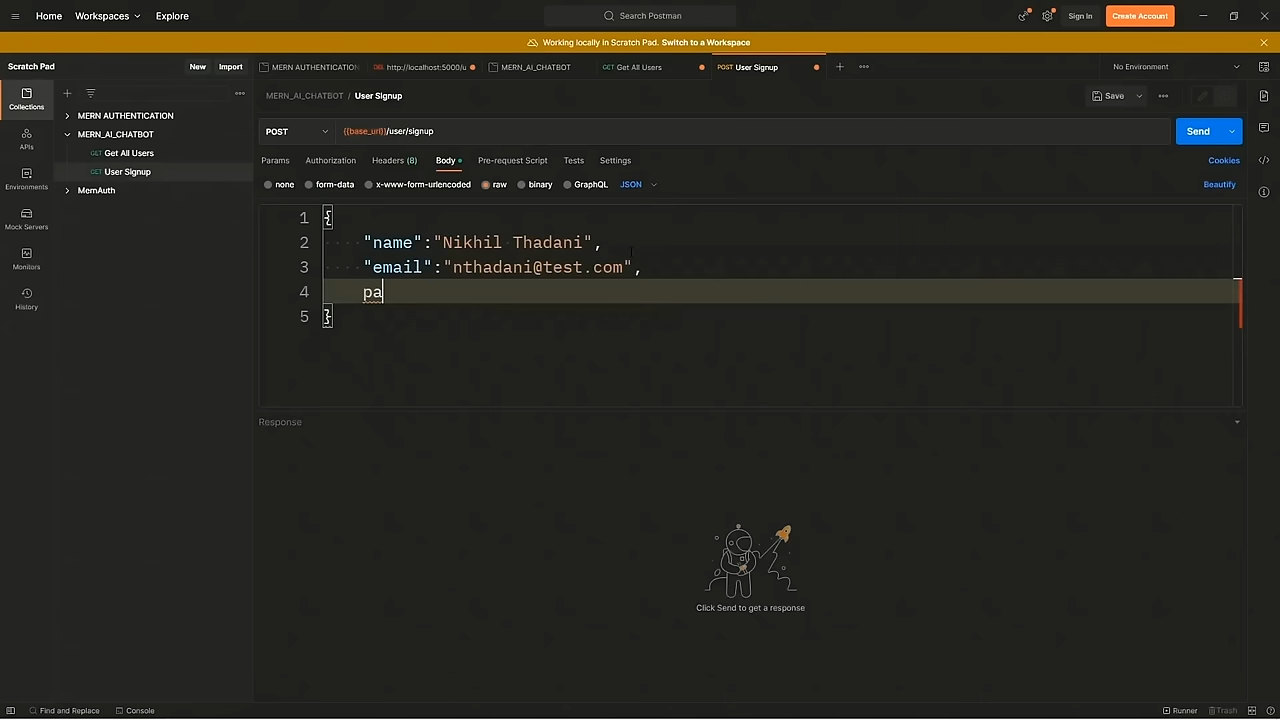 Home Workspaces Explore Search Postman Sign In Create Account
Working locally in Scratch Pad. Switch to a Workspace
Scratch Pad New Import MERN AUTHENTICATION DEL http://localhost:5000/u MERN_AI_CHATBOT GET Get All Users POST User Signup No Environment
Collections
APIs
Environments
Mock Servers
Monitors
History
MERN AUTHENTICATION
MERN_AI_CHATBOT
GET Get All Users
GET User Signup
MernAuth
MERN_AI_CHATBOT / User Signup Save
POST {{base_url}}/user/signup Send
Params Authorization Headers (8) Body Pre-request Script Tests Settings Cookies
none form-data x-www-form-urlencoded raw binary GraphQL JSON Beautify
1 {
2 "name":"Nikhil Thadani",
3 "email":"nthadani@test.com",
4 pa
5 }
Response
Click Send to get a response
Find and Replace Console Runner Trash